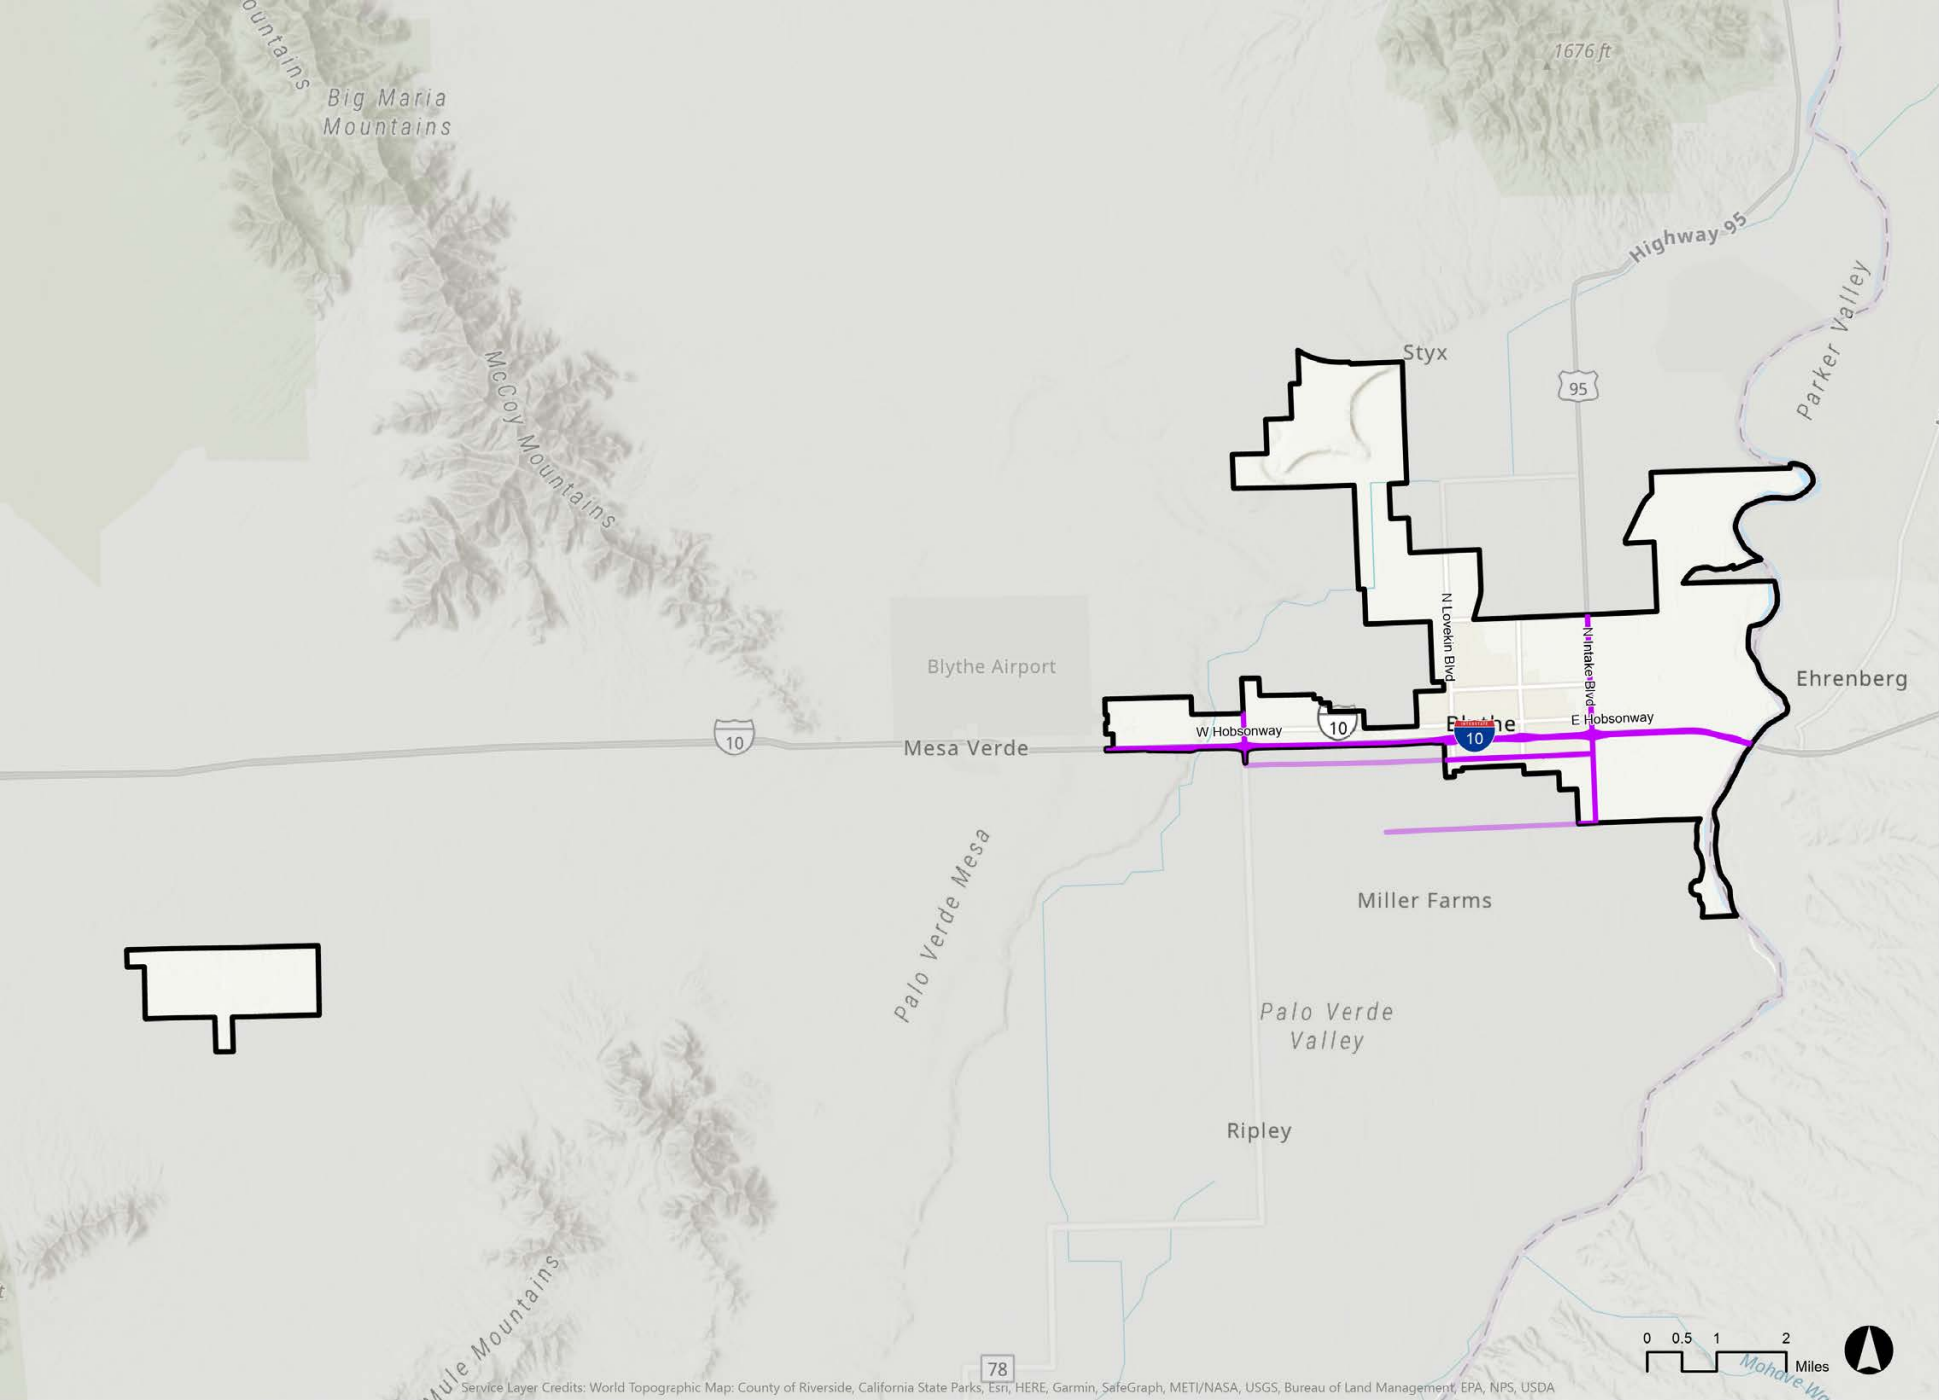 ountains
Big Maria
Mountains
1676 ft
Highway 95
Parker Valley
McCoy Mountains
Styx
95
N Lovekin Blvd
N Intake Blvd
Blythe Airport
Ehrenberg
10
Mesa Verde
W Hobsonway
10
E Hobsonway
INTERSTATE
10
Palo Verde Mesa
Miller Farms
Palo Verde
Valley
Ripley
Mule Mountains
78
0 0.5 1 2
Miles
Service Layer Credits: World Topographic Map: County of Riverside, California State Parks, Esri, HERE, Garmin, SafeGraph, METI/NASA, USGS, Bureau of Land Management, EPA, NPS, USDA